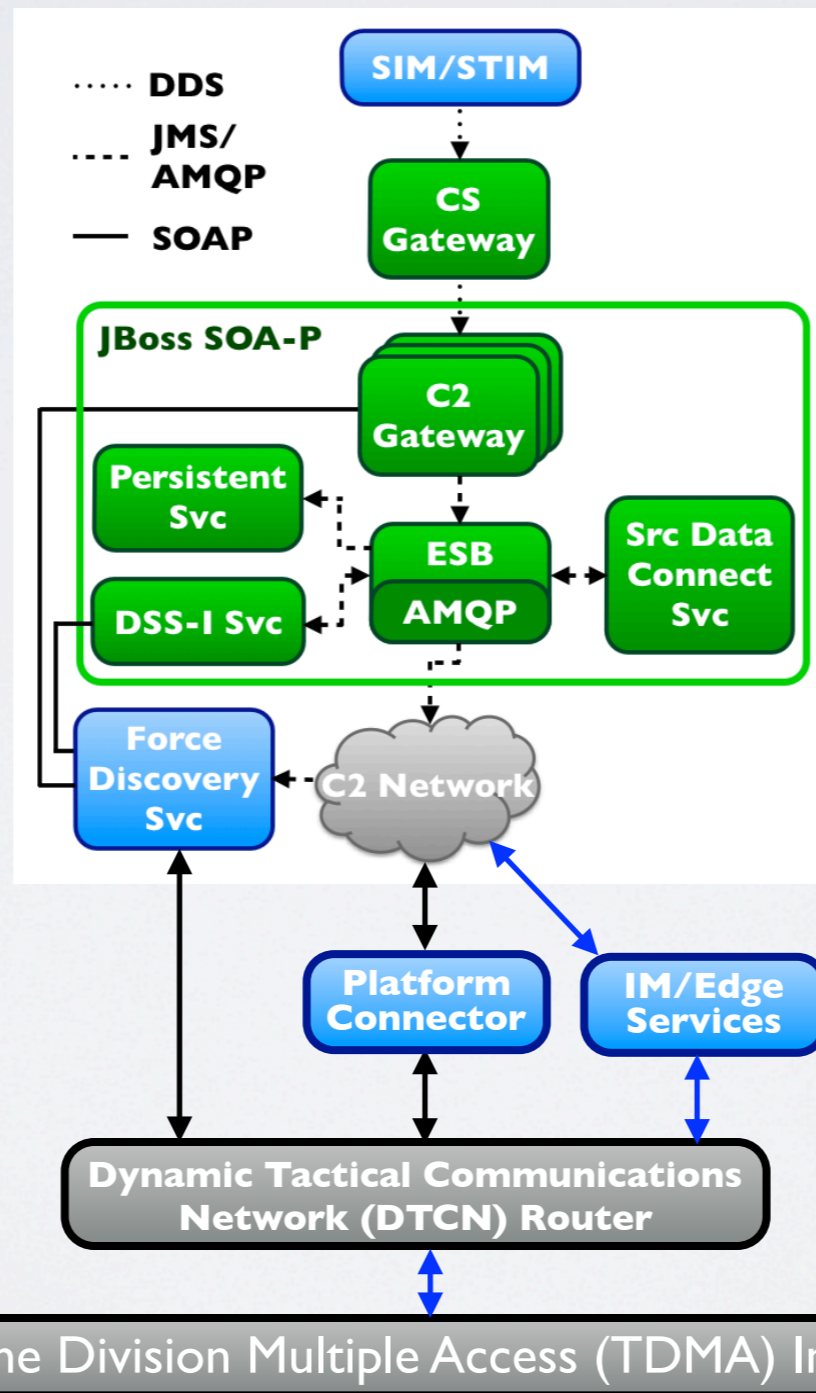 DDS
JMS/
AMQP
SOAP
SIM/STIM
CS
Gateway
JBoss SOA-P
C2
Gateway
Persistent
Svc
ESB
AMQP
Src Data
Connect
Svc
DSS-I Svc
Force
Discovery
Svc
C2 Network
Platform
Connector
IM/Edge
Services
Dynamic Tactical Communications
Network (DTCN) Router
Division Multiple Access (TDMA)